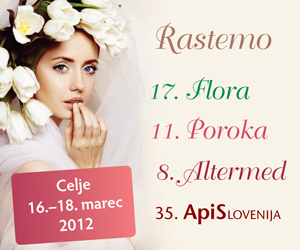 Rastemo
17. Flora
11. Poroka
8. Altermed
35. ApiSLOVENIJA
Celje
16.–18. marec
2012